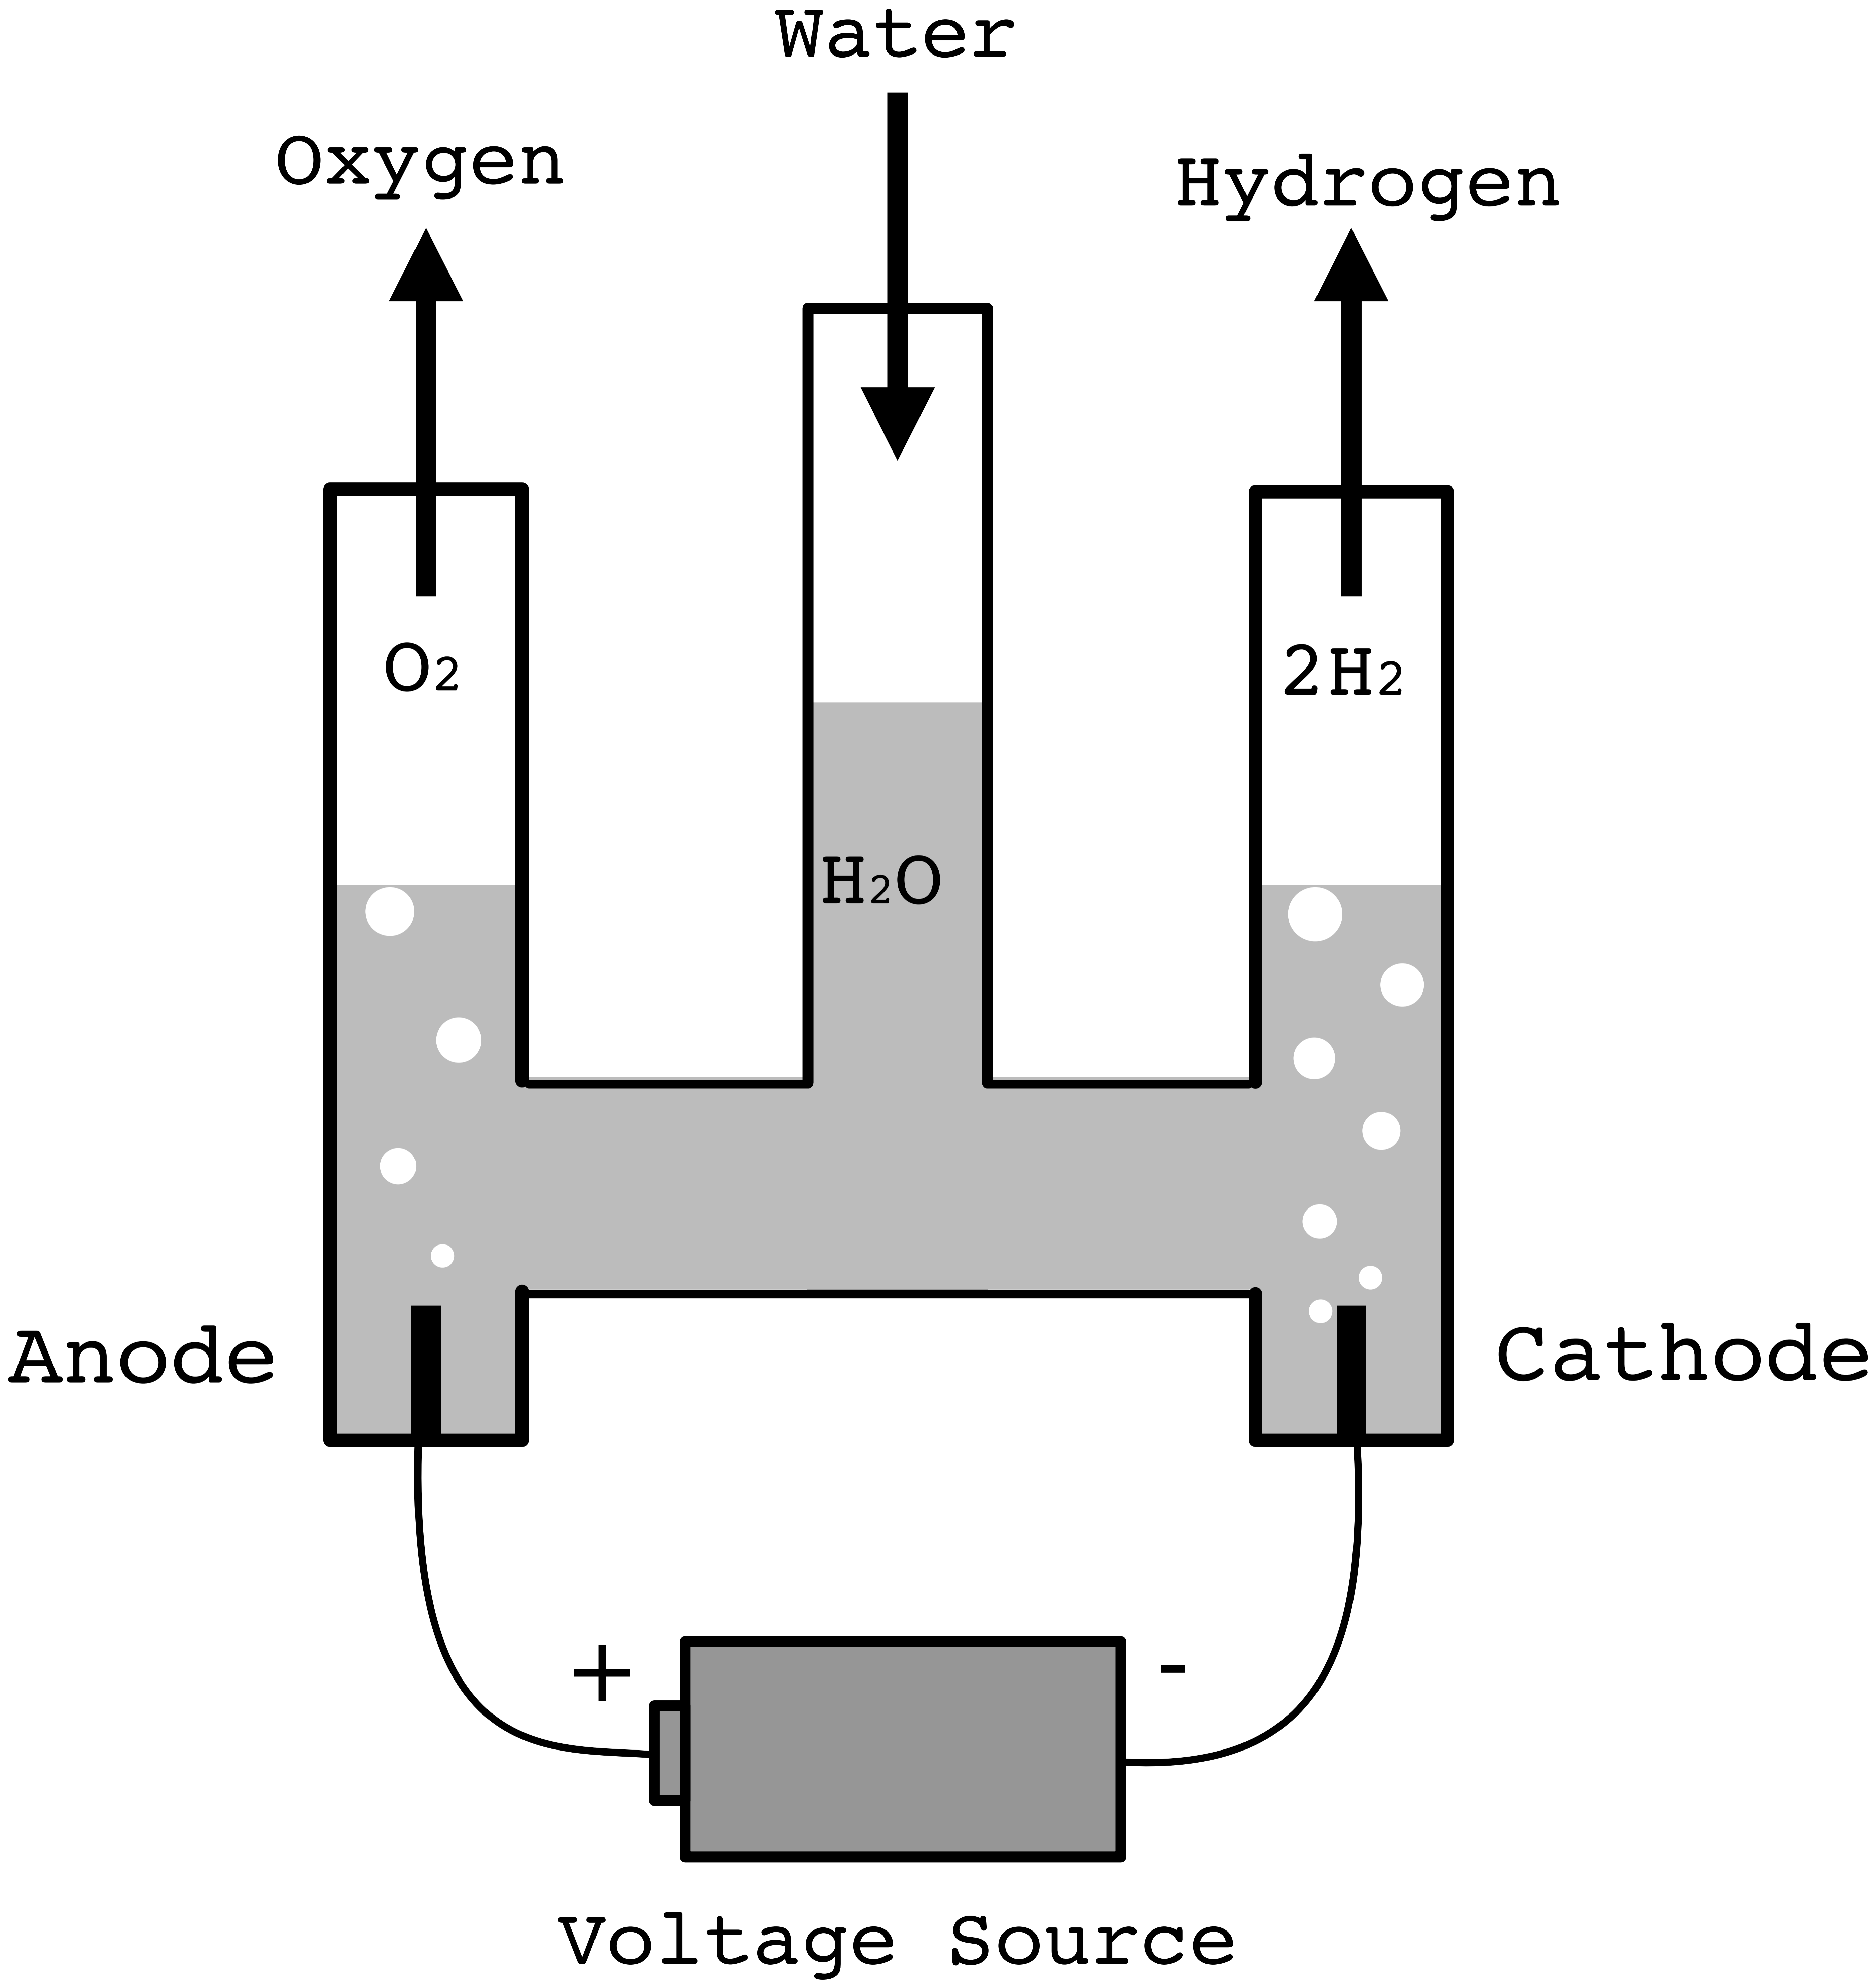 Water
Oxygen
Hydrogen
O2
2H2
H2O
Anode
Cathode
+
-
Voltage Source